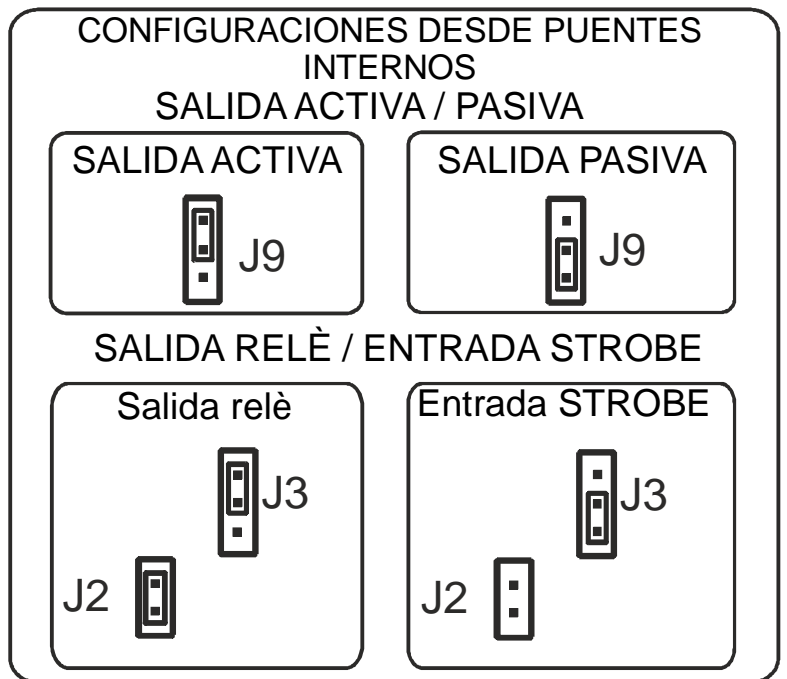 CONFIGURACIONES DESDE PUENTES
INTERNOS
SALIDA ACTIVA / PASIVA
SALIDA ACTIVA
J9
SALIDA PASIVA
J9
SALIDA RELÈ / ENTRADA STROBE
Salida relè
J3
J2
Entrada STROBE
J3
J2